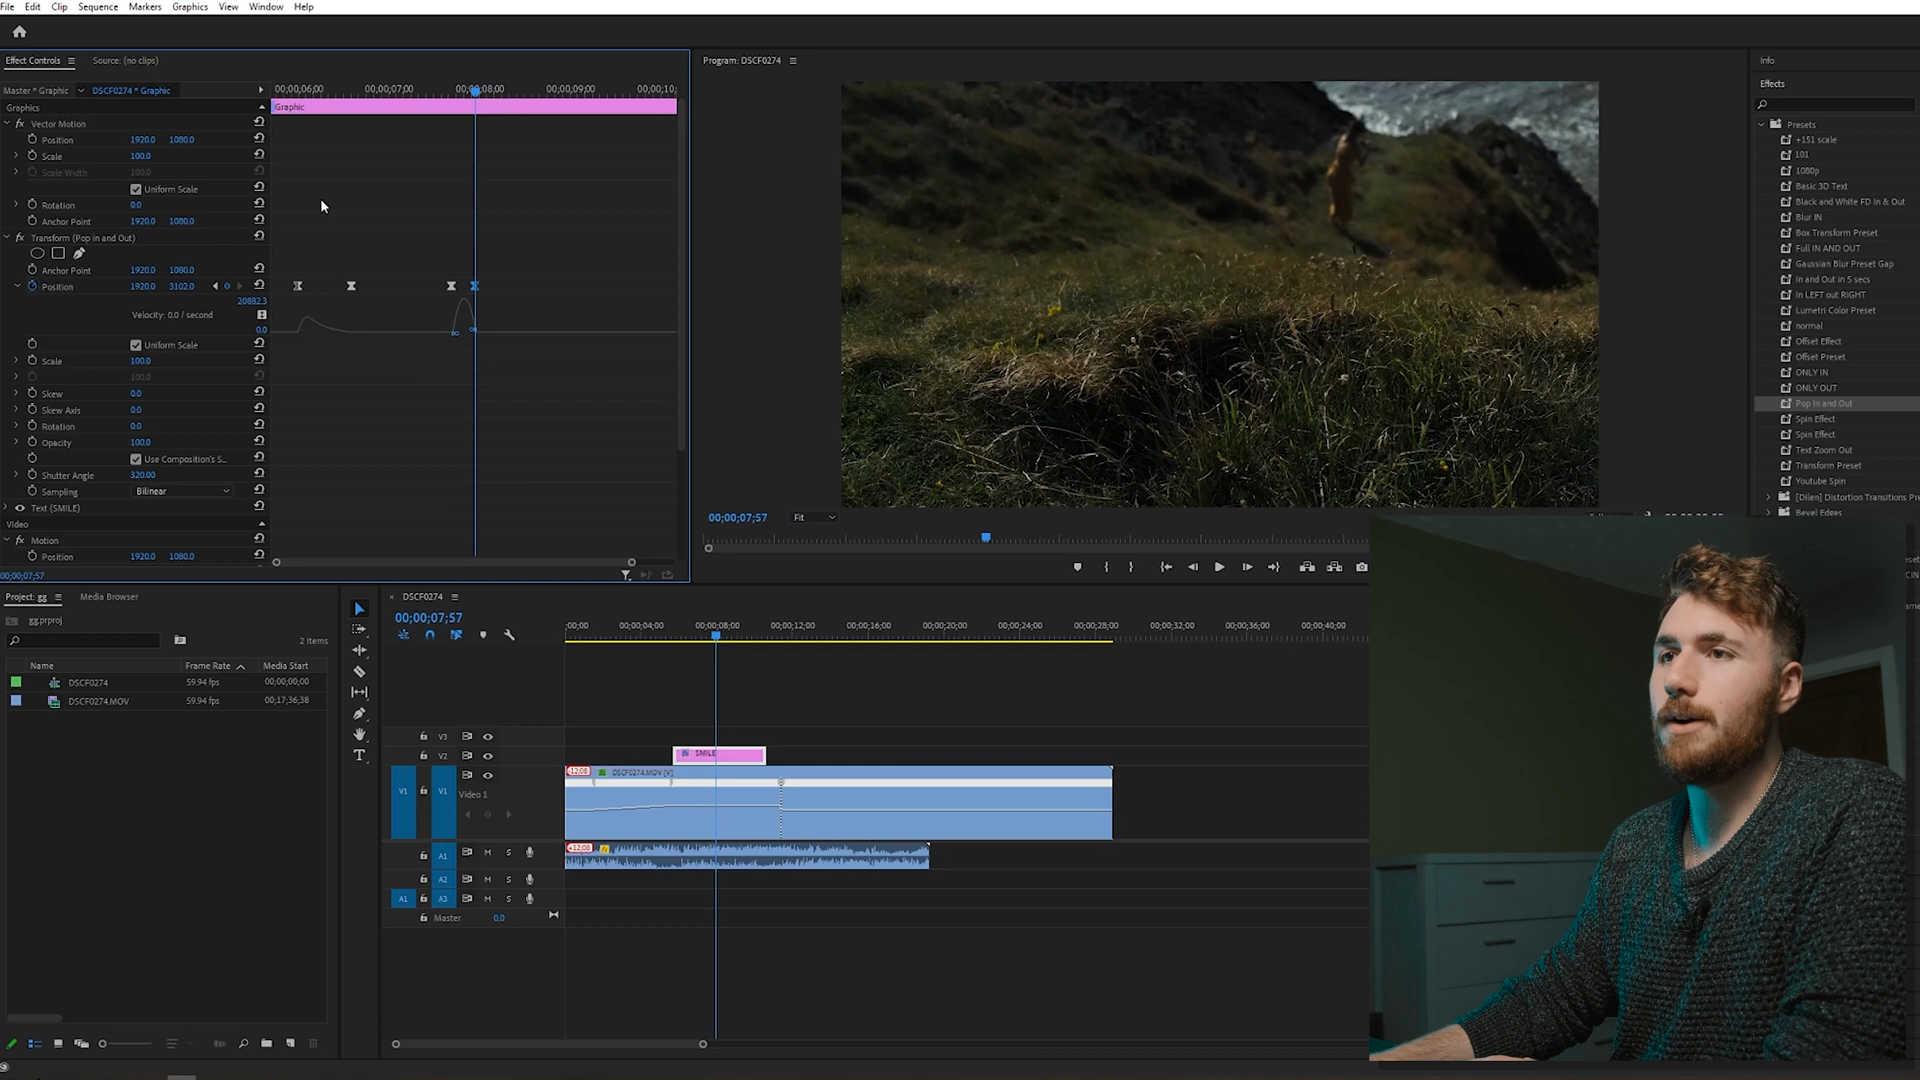 File Edit Clip Sequence Markers Graphics View Window Help
Effect Controls Source: (no clips)
Master * Graphic DSCF0274 * Graphic
00;00;06;00 00;00;07;00 00;00;08;00 00;00;09;00 00;00;10;
Graphics
Graphic
Vector Motion
Position 1920.0 1080.0
Scale 100.0
Scale Width 100.0
Uniform Scale
Rotation 0.0
Anchor Point 1920.0 1080.0
Transform (Pop in and Out)
Anchor Point 1920.0 1080.0
Position 1920.0 3102.0
20882.3
Velocity: 0.0 / second
0.0
Uniform Scale
Scale 100.0
100.0
Skew 0.0
Skew Axis 0.0
Rotation 0.0
Opacity 100.0
Use Composition's S...
Shutter Angle 320.00
Sampling Bilinear
Text (SMILE)
Video
Motion
Position 1920.0 1080.0
00;00;07;57
Program: DSCF0274
00;00;07;57 Fit
Info
Effects
Presets
+151 scale
101
1080p
Basic 3D Text
Black and White FD In & Out
Blur IN
Box Transform Preset
Full IN AND OUT
Gaussian Blur Preset Gap
In and Out in 5 secs
In LEFT out RIGHT
Lumetri Color Preset
normal
Offset Effect
Offset Preset
ONLY IN
ONLY OUT
Pop in and Out
Spin Effect
Spin Effect
Text Zoom Out
Transform Preset
Youtube Spin
[Dilen] Distortion Transitions Pre
Bevel Edges
Project: gg Media Browser
gg.prproj
2 Items
Name Frame Rate Media Start
DSCF0274 59.94 fps 00;00;00;00
DSCF0274.MOV 59.94 fps 00;17;36;38
DSCF0274
00;00;07;57
;00;00 00;00;04;00 00;00;08;00 00;00;12;00 00;00;16;00 00;00;20;00 00;00;24;00 00;00;28;00 00;00;32;00 00;00;36;00 00;00;40;00
V3
V2 SMILE
-12:08 DSCF0274.MOV [V]
V1 V1 Video 1
A1 M S -12:08 fx
A2 M S
A1 A3 M S
Master 0.0